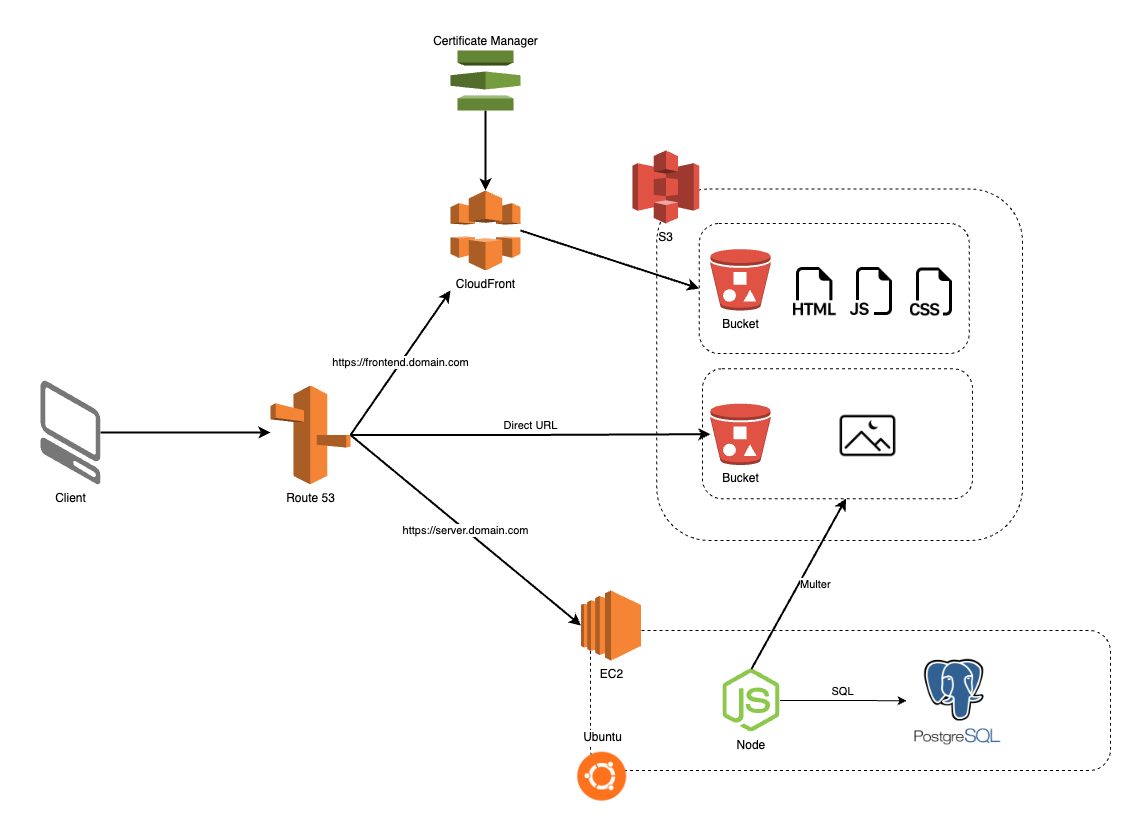 Certificate Manager
CloudFront
S3
Bucket
HTML
JS
CSS
https://frontend.domain.com
Direct URL
Bucket
Client
Route 53
https://server.domain.com
Multer
EC2
JS
Node
SQL
PostgreSQL
Ubuntu